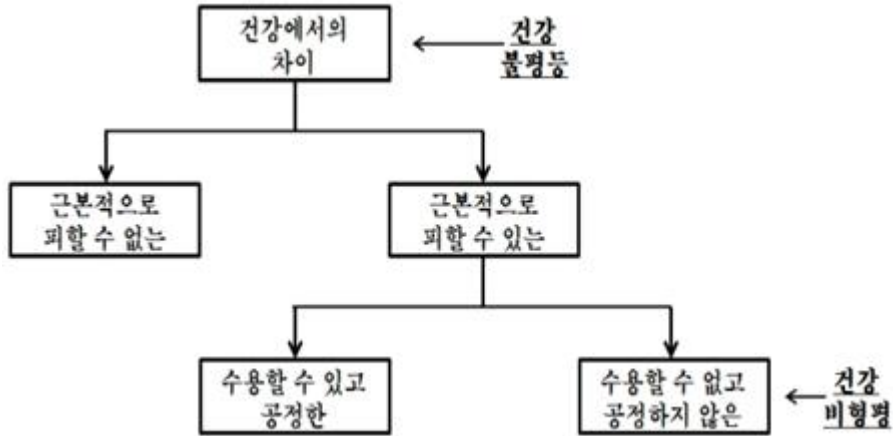 건강에서의
차이
건강
불평등
근본적으로
피할 수 없는
근본적으로
피할 수 있는
수용할 수 있고
공정한
수용할 수 없고
공정하지 않은
건강
비형평